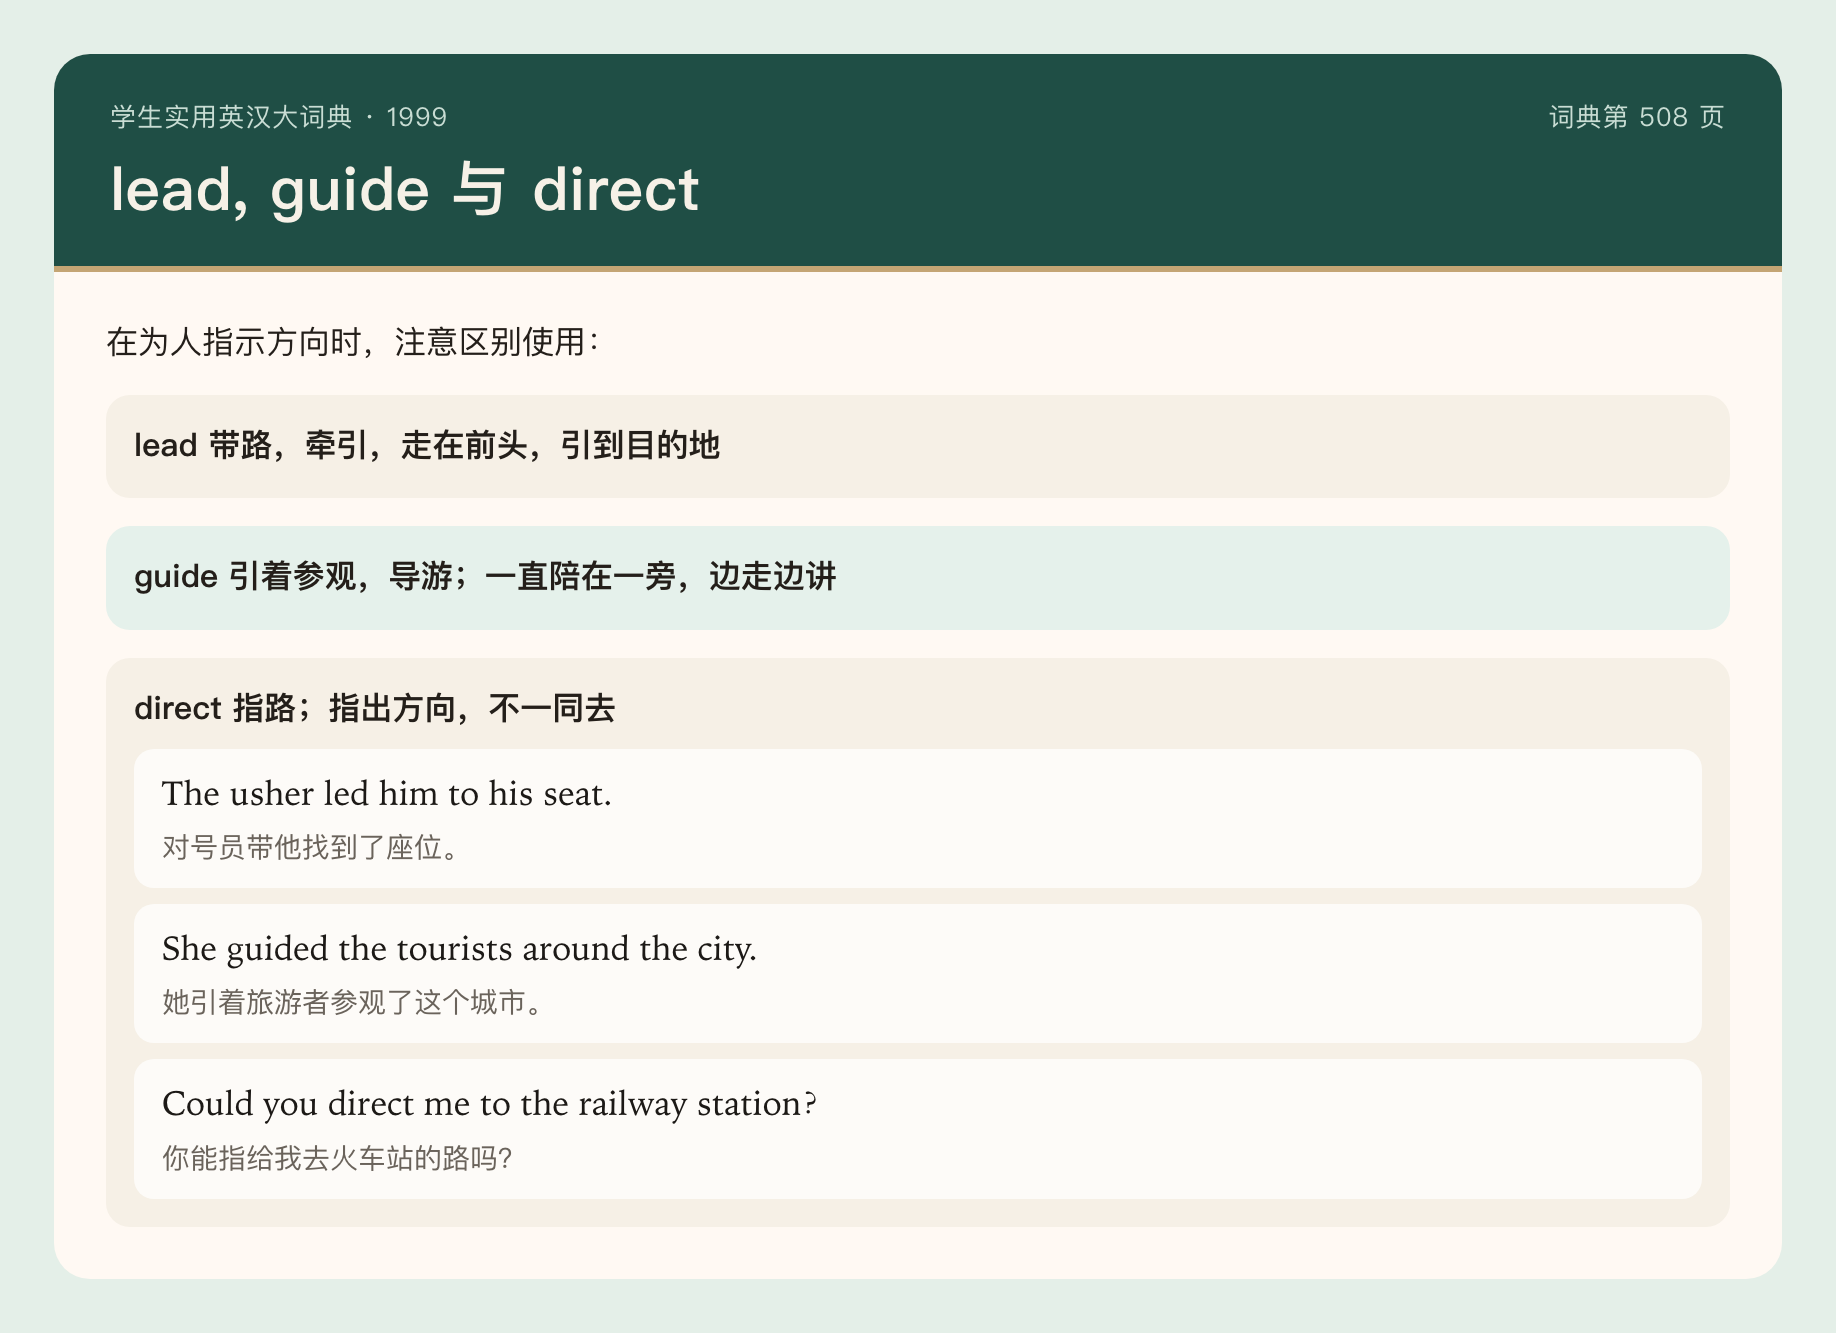 学生实用英汉大词典 · 1999
词典第 508 页
lead, guide 与 direct
在为人指示方向时，注意区别使用：
lead 带路，牵引，走在前头，引到目的地
guide 引着参观，导游；一直陪在一旁，边走边讲
direct 指路；指出方向，不一同去
The usher led him to his seat.
对号员带他找到了座位。
She guided the tourists around the city.
她引着旅游者参观了这个城市。
Could you direct me to the railway station?
你能指给我去火车站的路吗？